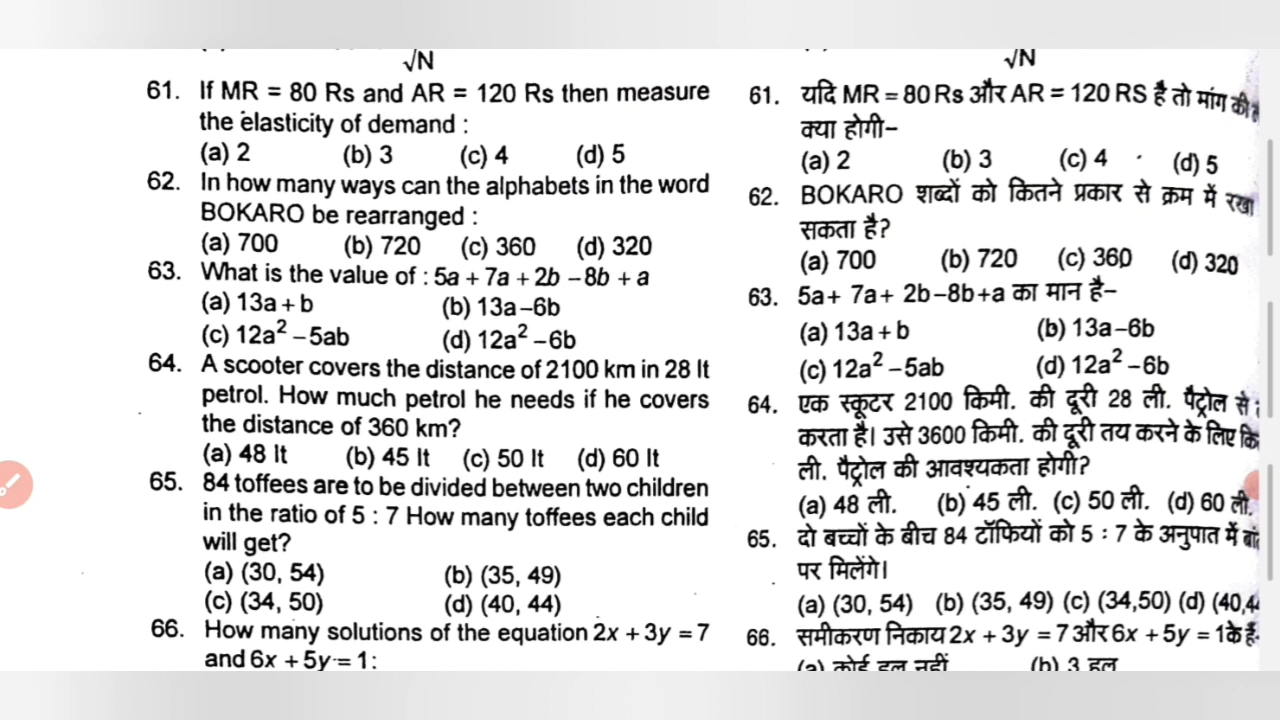 √N
61. If MR = 80 Rs and AR = 120 Rs then measure
the elasticity of demand :
(a) 2 (b) 3 (c) 4 (d) 5
62. In how many ways can the alphabets in the word
BOKARO be rearranged :
(a) 700 (b) 720 (c) 360 (d) 320
63. What is the value of : 5a + 7a + 2b – 8b + a
(a) 13a + b (b) 13a – 6b
(c) 12a² – 5ab (d) 12a² – 6b
64. A scooter covers the distance of 2100 km in 28 lt
petrol. How much petrol he needs if he covers
the distance of 360 km?
(a) 48 lt (b) 45 lt (c) 50 lt (d) 60 lt
65. 84 toffees are to be divided between two children
in the ratio of 5 : 7 How many toffees each child
will get?
(a) (30, 54) (b) (35, 49)
(c) (34, 50) (d) (40, 44)
66. How many solutions of the equation 2x + 3y = 7
and 6x + 5y = 1:
√N
61. यदि MR = 80 Rs और AR = 120 RS है तो मांग की
क्या होगी–
(a) 2 (b) 3 (c) 4 (d) 5
62. BOKARO शब्दों को कितने प्रकार से क्रम में रखा
सकता है?
(a) 700 (b) 720 (c) 360 (d) 320
63. 5a+ 7a+ 2b–8b+a का मान है–
(a) 13a + b (b) 13a – 6b
(c) 12a² – 5ab (d) 12a² – 6b
64. एक स्कूटर 2100 किमी. की दूरी 28 ली. पैट्रोल से
करता है। उसे 3600 किमी. की दूरी तय करने के लिए
ली. पैट्रोल की आवश्यकता होगी?
(a) 48 ली. (b) 45 ली. (c) 50 ली. (d) 60 ली.
65. दो बच्चों के बीच 84 टॉफियों को 5 : 7 के अनुपात में
पर मिलेंगे।
(a) (30, 54) (b) (35, 49) (c) (34,50) (d) (40,4
66. समीकरण निकाय 2x + 3y = 7 और 6x + 5y = 1 के हैं-
(a) कोई हल नहीं (b) 3 हल